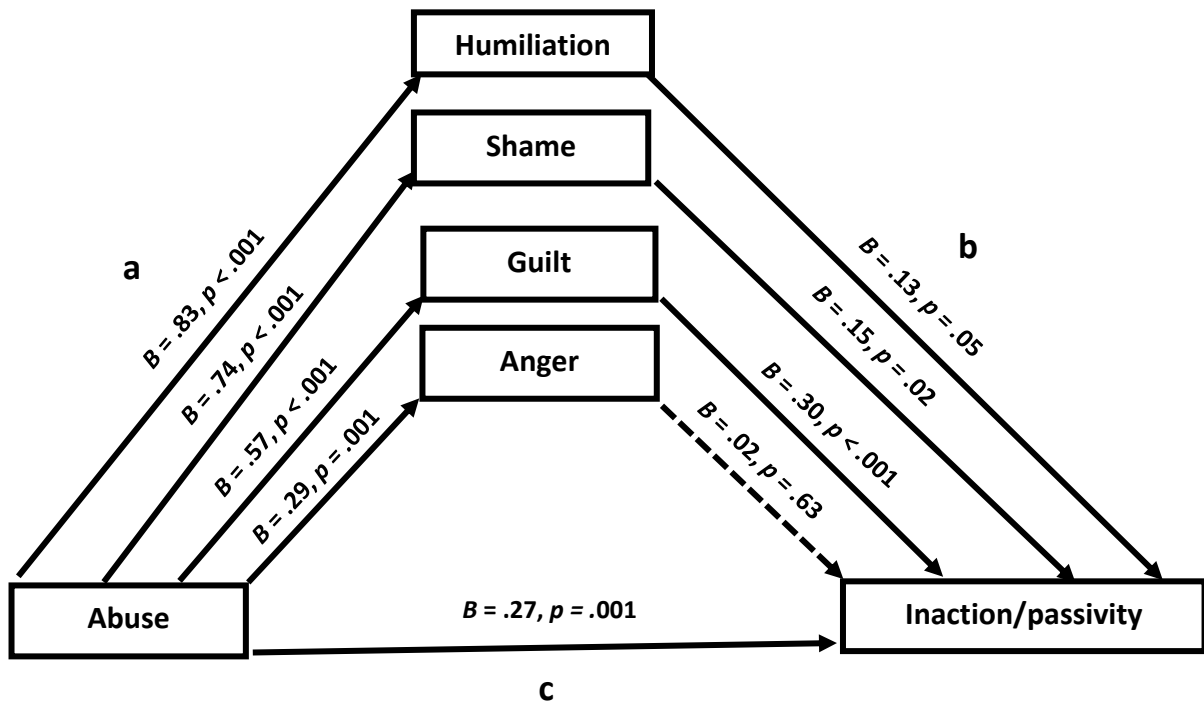 Humiliation
Shame
Guilt
Anger
a
b
B = .83, p < .001
B = .74, p < .001
B = .57, p < .001
B = .29, p = .001
B = .13, p = .05
B = .15, p = .02
B = .30, p < .001
B = .02, p = .63
Abuse
B = .27, p = .001
Inaction/passivity
c